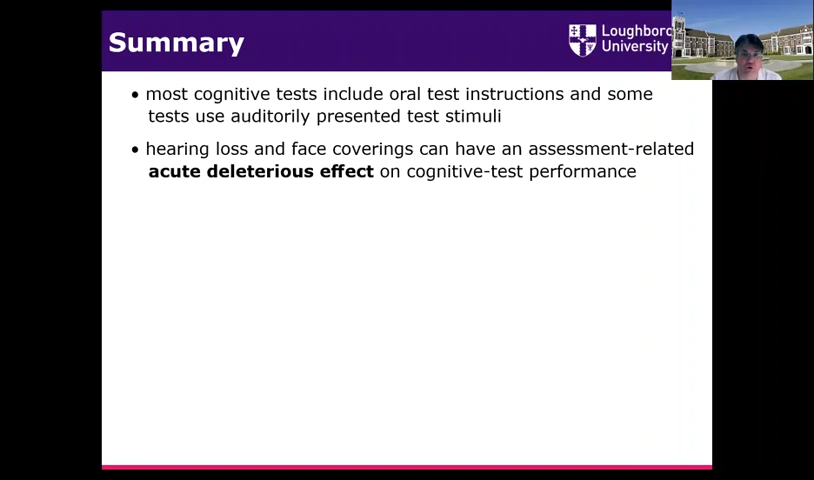 Summary
University
• most cognitive tests include oral test instructions and some
tests use auditorily presented test stimuli
• hearing loss and face coverings can have an assessment-related
acute deleterious effect on cognitive-test performance